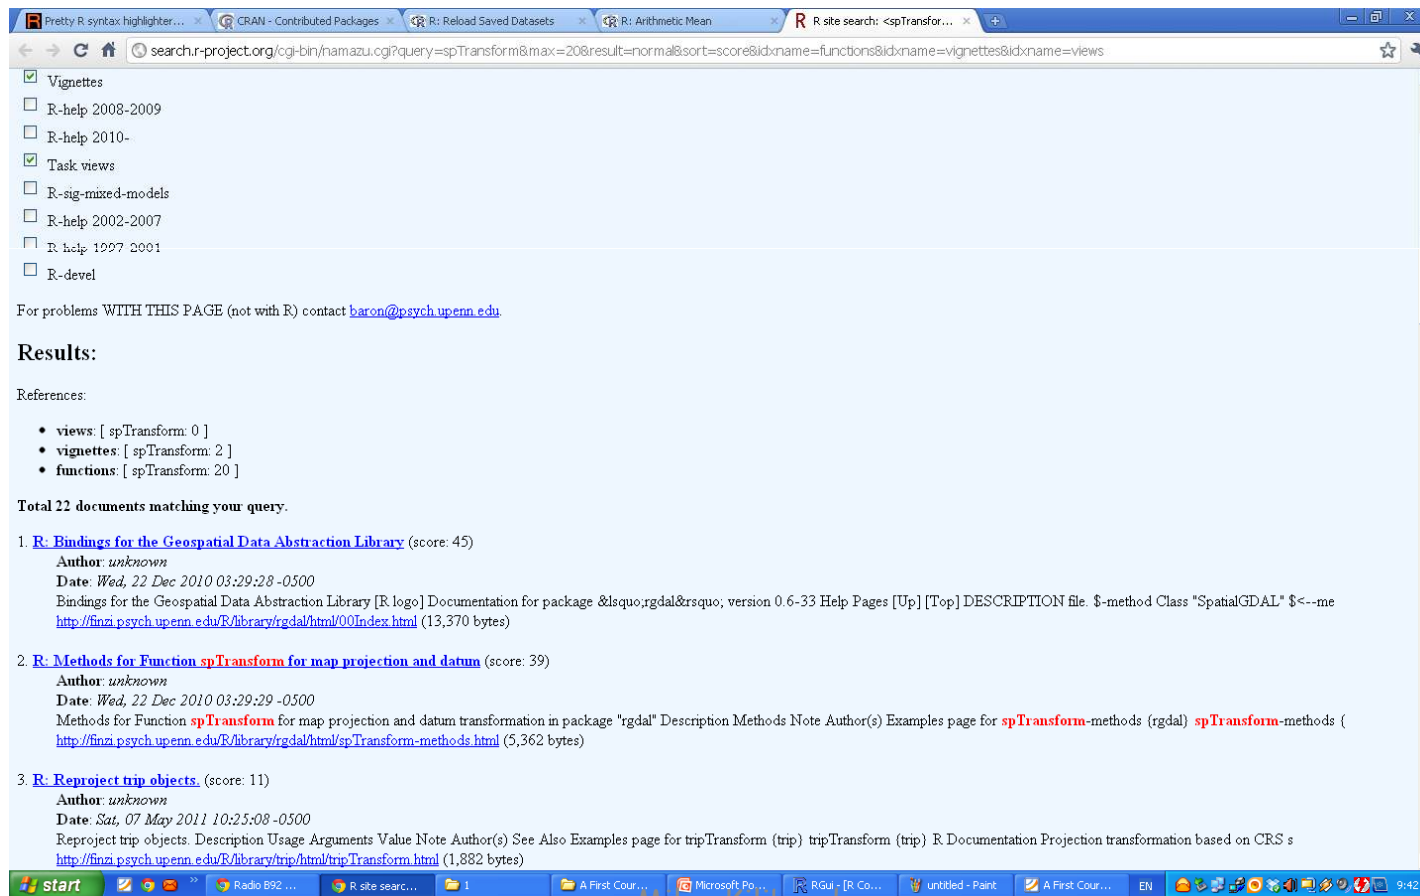 Pretty R syntax highlighter...
CRAN - Contributed Packages
R: Reload Saved Datasets
R: Arithmetic Mean
R site search: <spTransfor...
search.r-project.org/cgi-bin/namazu.cgi?query=spTransform&max=20&result=normal&sort=score&idxname=functions&idxname=vignettes&idxname=views
Vignettes
R-help 2008-2009
R-help 2010-
Task views
R-sig-mixed-models
R-help 2002-2007
R-help 1997-2001
R-devel
For problems WITH THIS PAGE (not with R) contact baron@psych.upenn.edu.
Results:
References:
• views: [ spTransform: 0 ]
• vignettes: [ spTransform: 2 ]
• functions: [ spTransform: 20 ]
Total 22 documents matching your query.
1. R: Bindings for the Geospatial Data Abstraction Library (score: 45)
Author: unknown
Date: Wed, 22 Dec 2010 03:29:28 -0500
Bindings for the Geospatial Data Abstraction Library [R logo] Documentation for package &lsquo;rgdal&rsquo; version 0.6-33 Help Pages [Up] [Top] DESCRIPTION file. $-method Class "SpatialGDAL" $<--me
http://finzi.psych.upenn.edu/R/library/rgdal/html/00Index.html (13,370 bytes)
2. R: Methods for Function spTransform for map projection and datum (score: 39)
Author: unknown
Date: Wed, 22 Dec 2010 03:29:29 -0500
Methods for Function spTransform for map projection and datum transformation in package "rgdal" Description Methods Note Author(s) Examples page for spTransform-methods {rgdal} spTransform-methods {
http://finzi.psych.upenn.edu/R/library/rgdal/html/spTransform-methods.html (5,362 bytes)
3. R: Reproject trip objects. (score: 11)
Author: unknown
Date: Sat, 07 May 2011 10:25:08 -0500
Reproject trip objects. Description Usage Arguments Value Note Author(s) See Also Examples page for tripTransform {trip} tripTransform {trip} R Documentation Projection transformation based on CRS s
http://finzi.psych.upenn.edu/R/library/trip/html/tripTransform.html (1,882 bytes)
start
Radio B92 ...
R site searc...
1
A First Cour...
Microsoft Po...
RGui - [R Co...
untitled - Paint
A First Cour...
EN
9:42